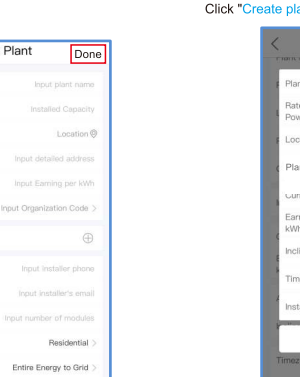 Click "Create pla
Plant
Done
Input plant name
Installed Capacity
Location
Input detailed address
Input Earning per kWh
Input Organization Code >
Input installer phone
Input installer's email
Input number of modules
Residential >
Entire Energy to Grid >
Plan
Rate
Pow
Loc
Pla
Earn
kWh
Incli
Tim
Inst
Timez